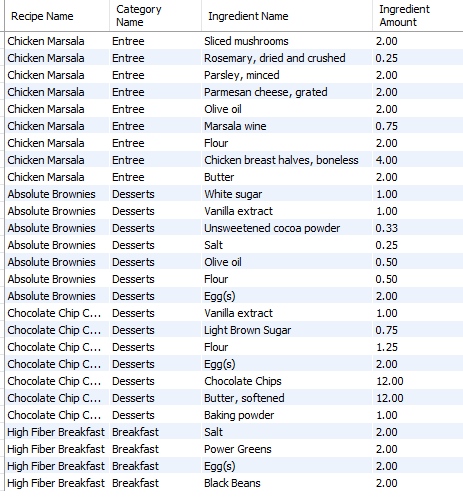 Recipe Name Category Name Ingredient Name Ingredient Amount
Chicken Marsala Entree Sliced mushrooms 2.00
Chicken Marsala Entree Rosemary, dried and crushed 0.25
Chicken Marsala Entree Parsley, minced 2.00
Chicken Marsala Entree Parmesan cheese, grated 2.00
Chicken Marsala Entree Olive oil 2.00
Chicken Marsala Entree Marsala wine 0.75
Chicken Marsala Entree Flour 2.00
Chicken Marsala Entree Chicken breast halves, boneless 4.00
Chicken Marsala Entree Butter 2.00
Absolute Brownies Desserts White sugar 1.00
Absolute Brownies Desserts Vanilla extract 1.00
Absolute Brownies Desserts Unsweetened cocoa powder 0.33
Absolute Brownies Desserts Salt 0.25
Absolute Brownies Desserts Olive oil 0.50
Absolute Brownies Desserts Flour 0.50
Absolute Brownies Desserts Egg(s) 2.00
Chocolate Chip C... Desserts Vanilla extract 1.00
Chocolate Chip C... Desserts Light Brown Sugar 0.75
Chocolate Chip C... Desserts Flour 1.25
Chocolate Chip C... Desserts Egg(s) 2.00
Chocolate Chip C... Desserts Chocolate Chips 12.00
Chocolate Chip C... Desserts Butter, softened 12.00
Chocolate Chip C... Desserts Baking powder 1.00
High Fiber Breakfast Breakfast Salt 2.00
High Fiber Breakfast Breakfast Power Greens 2.00
High Fiber Breakfast Breakfast Egg(s) 2.00
High Fiber Breakfast Breakfast Black Beans 2.00